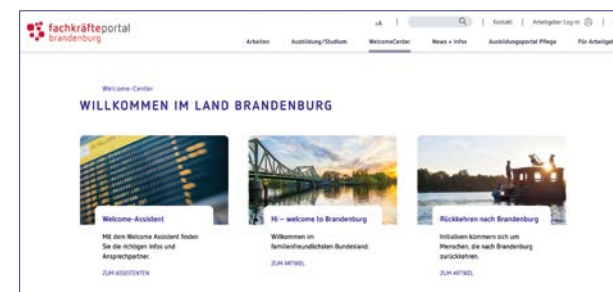 fachkräfteportal
brandenburg
+A | | Kontakt | Arbeitgeber Log-in |
Arbeiten Ausbildung/Studium WelcomeCenter News + Infos Ausbildungsportal Pflege Für Arbeitgeb
Welcome-Center
WILLKOMMEN IM LAND BRANDENBURG
Welcome-Assistent
Mit dem Welcome Assistent finden
Sie die richtigen Infos und
Ansprechpartner.
ZUM ASSISTENTEN
Hi – welcome to Brandenburg
Willkommen im
familienfreundlichsten Bundesland.
ZUM ARTIKEL
Rückkehren nach Brandenburg
Initiativen kümmern sich um
Menschen, die nach Brandenburg
zurückkehren.
ZUM ARTIKEL